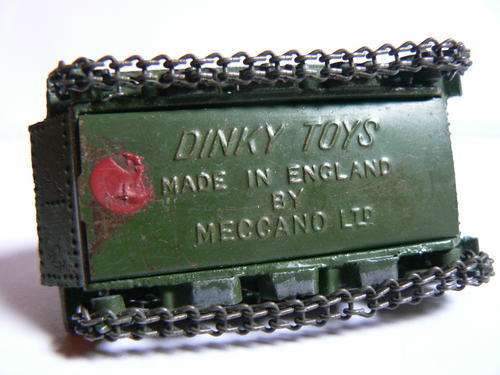 DINKY TOYS
MADE IN ENGLAND
BY
MECCANO LTD